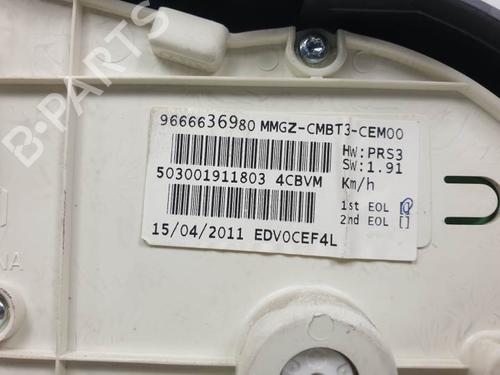 B-PARTS
9666636980 MMGZ-CMBT3-CEM00
HW:PRS3
SW:1.91
503001911803 4CBVM
Km/h
1st EOL []
2nd EOL []
15/04/2011 EDV0CEF4L